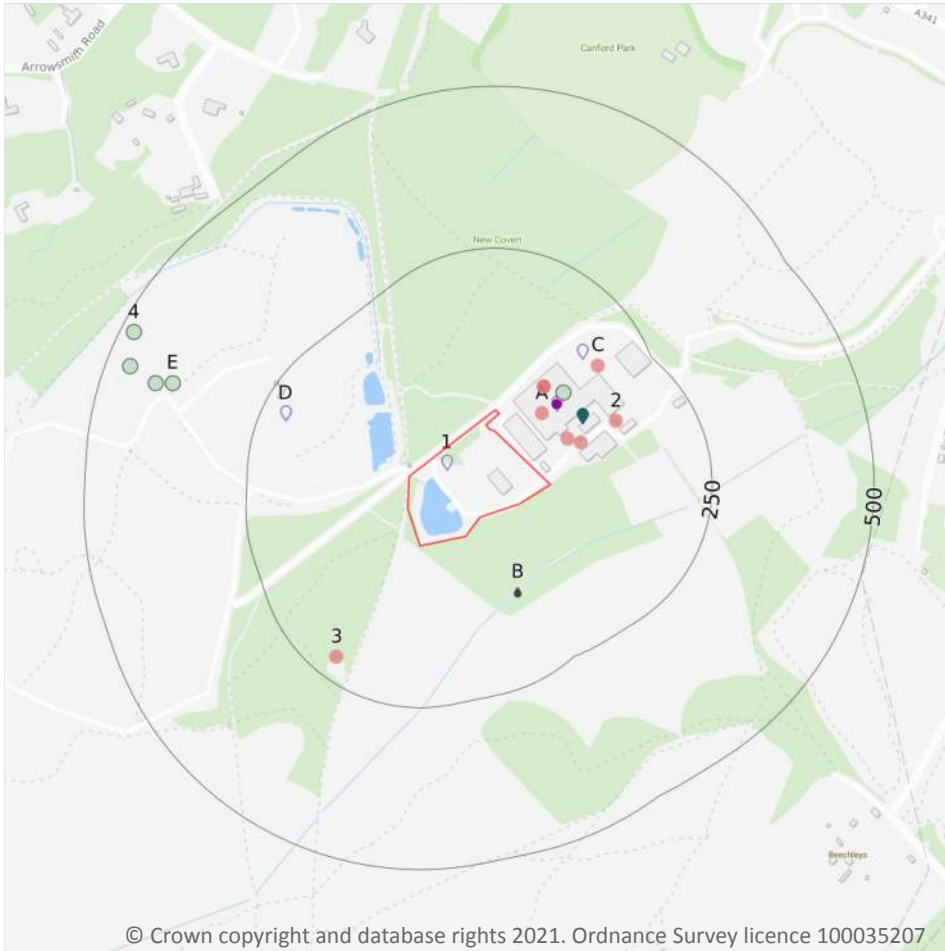 A341
Arrowsmith Road
Canford Park
New Covert
4
E
C
D
A
2
1
250
500
B
3
Beechleys
© Crown copyright and database rights 2021. Ordnance Survey licence 100035207